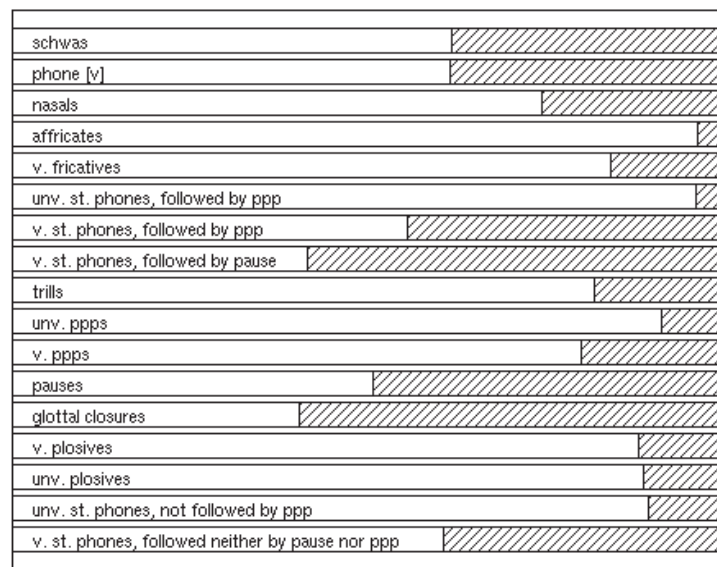 schwas
phone [v]
nasals
affricates
v. fricatives
unv. st. phones, followed by ppp
v. st. phones, followed by ppp
v. st. phones, followed by pause
trills
unv. ppps
v. ppps
pauses
glottal closures
v. plosives
unv. plosives
unv. st. phones, not followed by ppp
v. st. phones, followed neither by pause nor ppp